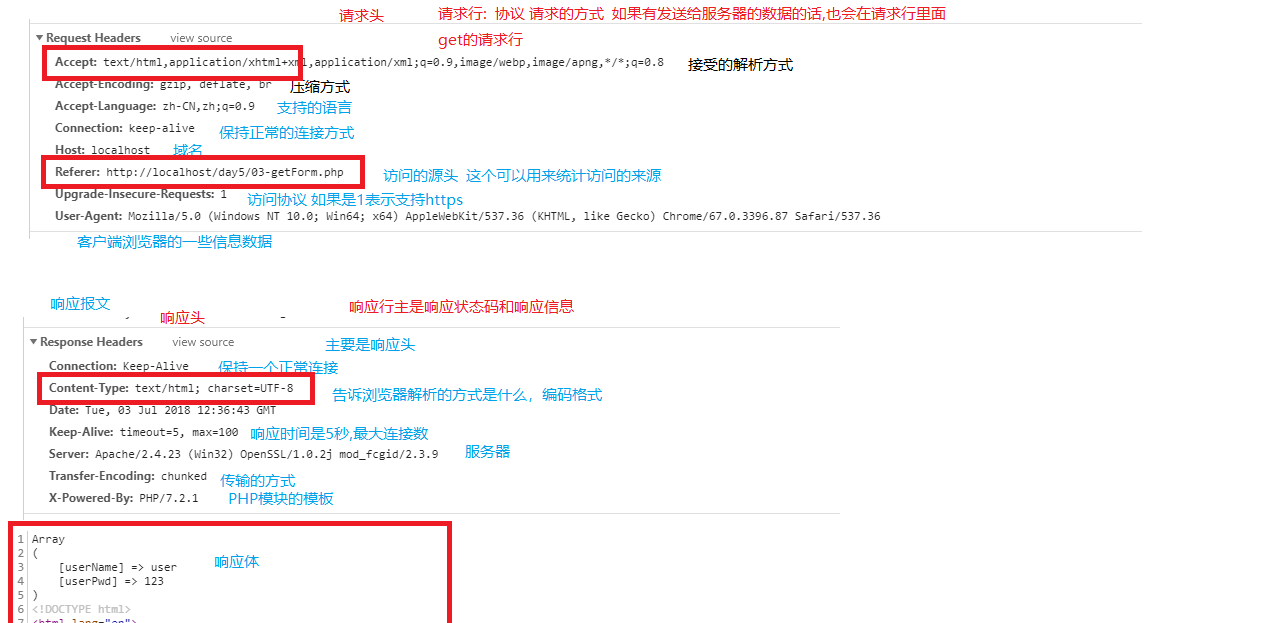 请求头 请求行: 协议 请求的方式 如果有发送给服务器的数据的话,也会在请求行里面
Request Headers view source get的请求行
Accept: text/html,application/xhtml+xml,application/xml;q=0.9,image/webp,image/apng,*/*;q=0.8 接受的解析方式
Accept-Encoding: gzip, deflate, br 压缩方式
Accept-Language: zh-CN,zh;q=0.9 支持的语言
Connection: keep-alive 保持正常的连接方式
Host: localhost 域名
Referer: http://localhost/day5/03-getForm.php 访问的源头 这个可以用来统计访问的来源
Upgrade-Insecure-Requests: 1 访问协议 如果是1表示支持https
User-Agent: Mozilla/5.0 (Windows NT 10.0; Win64; x64) AppleWebKit/537.36 (KHTML, like Gecko) Chrome/67.0.3396.87 Safari/537.36
客户端浏览器的一些信息数据
响应报文 响应行主是响应状态码和响应信息
响应头
Response Headers view source 主要是响应头
Connection: Keep-Alive 保持一个正常连接
Content-Type: text/html; charset=UTF-8 告诉浏览器解析的方式是什么，编码格式
Date: Tue, 03 Jul 2018 12:36:43 GMT
Keep-Alive: timeout=5, max=100 响应时间是5秒,最大连接数
Server: Apache/2.4.23 (Win32) OpenSSL/1.0.2j mod_fcgid/2.3.9 服务器
Transfer-Encoding: chunked 传输的方式
X-Powered-By: PHP/7.2.1 PHP模块的模板
1 Array
2 (
3 [userName] => user 响应体
4 [userPwd] => 123
5 )
6 <!DOCTYPE html>
7 <html lang="en">